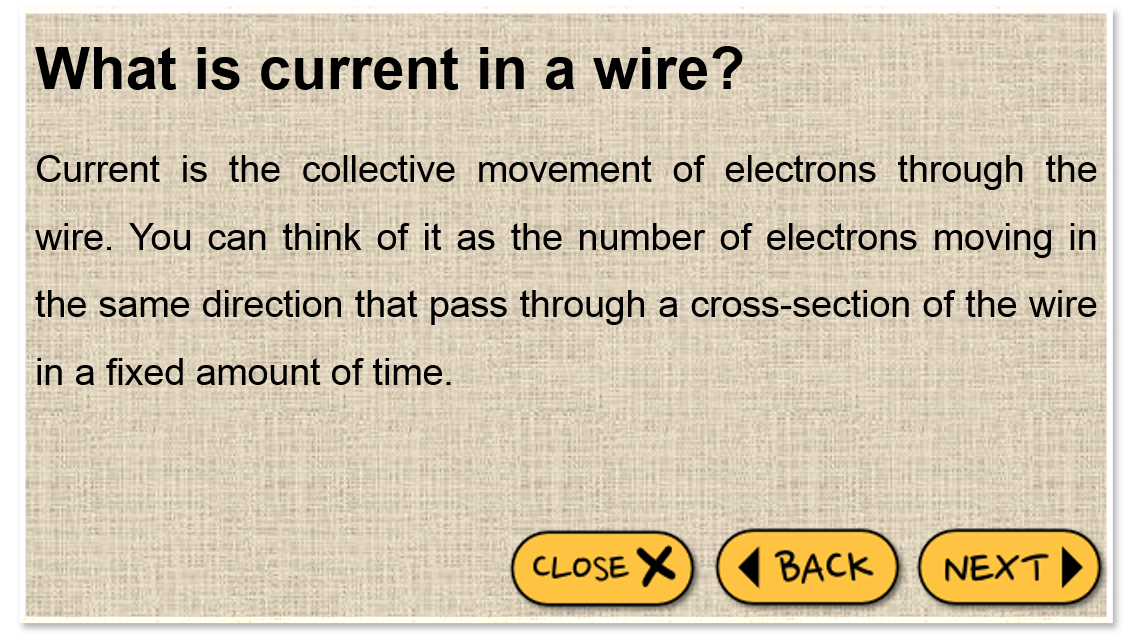 What is current in a wire?
Current is the collective movement of electrons through the
wire. You can think of it as the number of electrons moving in
the same direction that pass through a cross-section of the wire
in a fixed amount of time.
CLOSE BACK NEXT